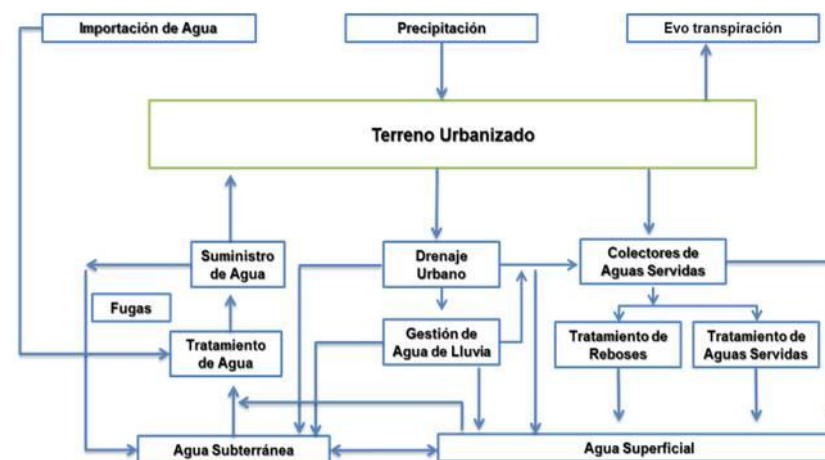 Importación de Agua
Precipitación
Evo transpiración
Terreno Urbanizado
Suministro
de Agua
Drenaje
Urbano
Colectores de
Aguas Servidas
Fugas
Tratamiento
de Agua
Gestión de
Agua de Lluvia
Tratamiento de
Reboses
Tratamiento de
Aguas Servidas
Agua Subterránea
Agua Superficial